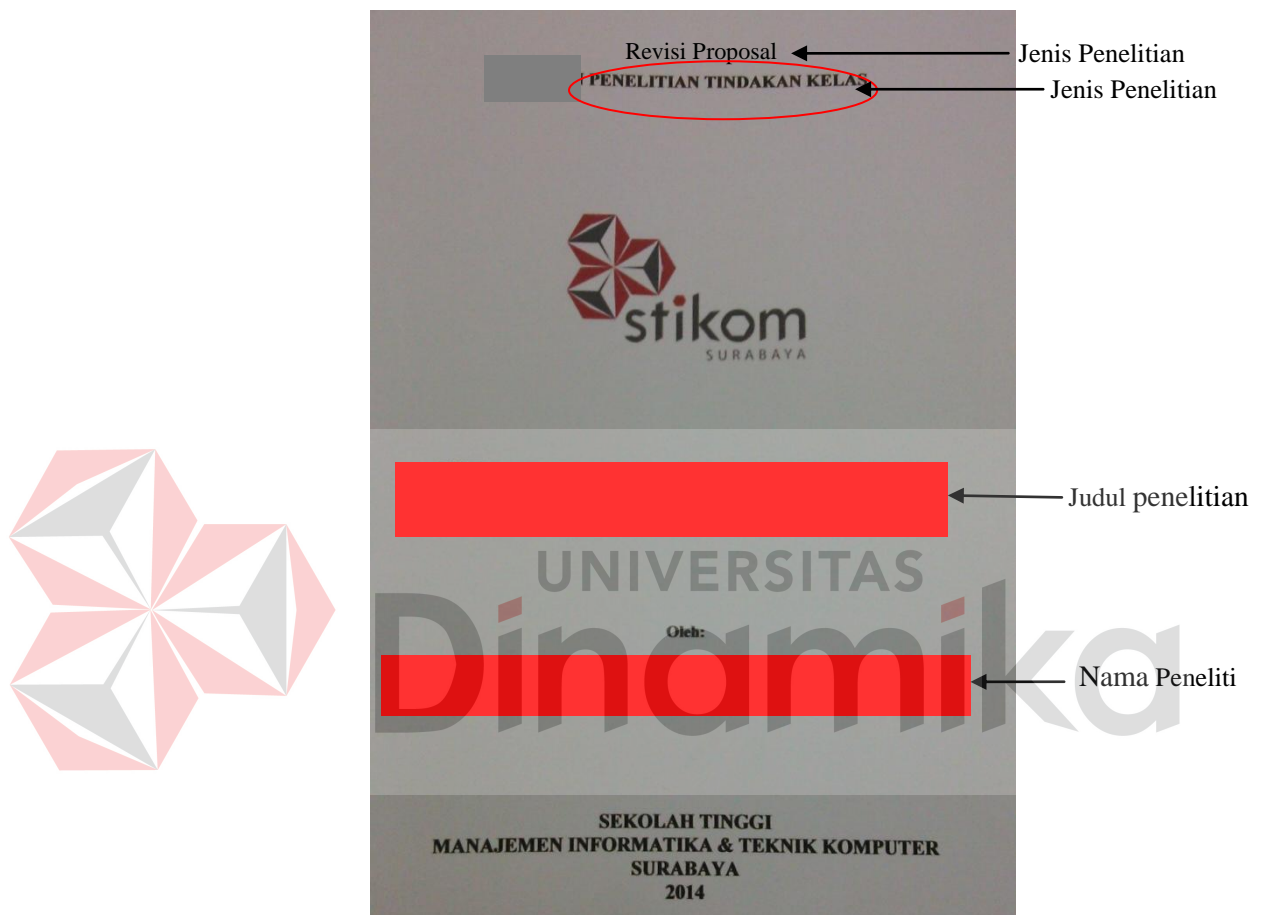 Revisi Proposal
Jenis Penelitian
PENELITIAN TINDAKAN KELAS
Jenis Penelitian
stikom
SURABAYA
Judul penelitian
UNIVERSITAS
Dinamika
Oleh:
Nama Peneliti
SEKOLAH TINGGI
MANAJEMEN INFORMATIKA & TEKNIK KOMPUTER
SURABAYA
2014